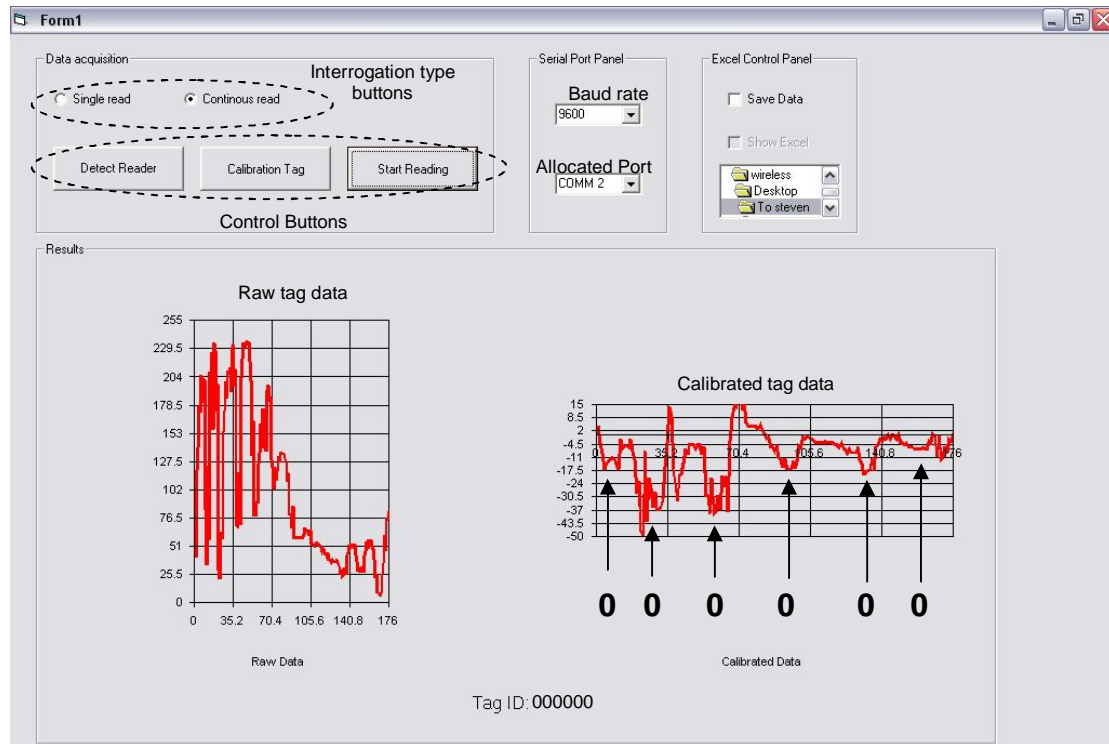 Form1
Data acquisition
Interrogation type
buttons
Single read
Continous read
Detect Reader
Calibration Tag
Start Reading
Control Buttons
Serial Port Panel
Baud rate
9600
Allocated Port
COMM 2
Excel Control Panel
Save Data
Show Excel
wireless
Desktop
To steven
Results
Raw tag data
255
229.5
204
178.5
153
127.5
102
76.5
51
25.5
0
0 35.2 70.4 105.6 140.8 176
Raw Data
Calibrated tag data
15
8.5
2
-4.5
-11
-17.5
-24
-30.5
-37
-43.5
-50
0 35.2 70.4 105.6 140.8 176
0 0 0 0 0 0
Calibrated Data
Tag ID: 000000